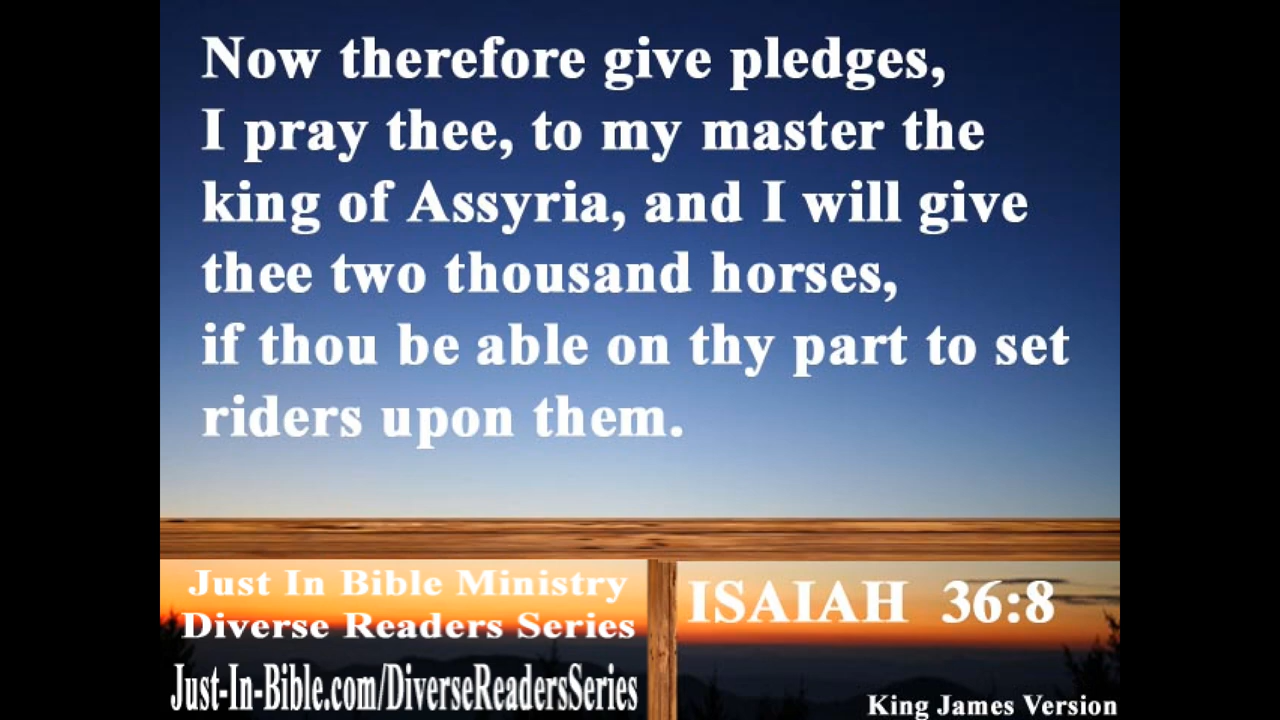 Now therefore give pledges,
I pray thee, to my master the
king of Assyria, and I will give
thee two thousand horses,
if thou be able on thy part to set
riders upon them.
Just In Bible Ministry
Diverse Readers Series
Just-In-Bible.com/DiverseReadersSeries
ISAIAH 36:8
King James Version